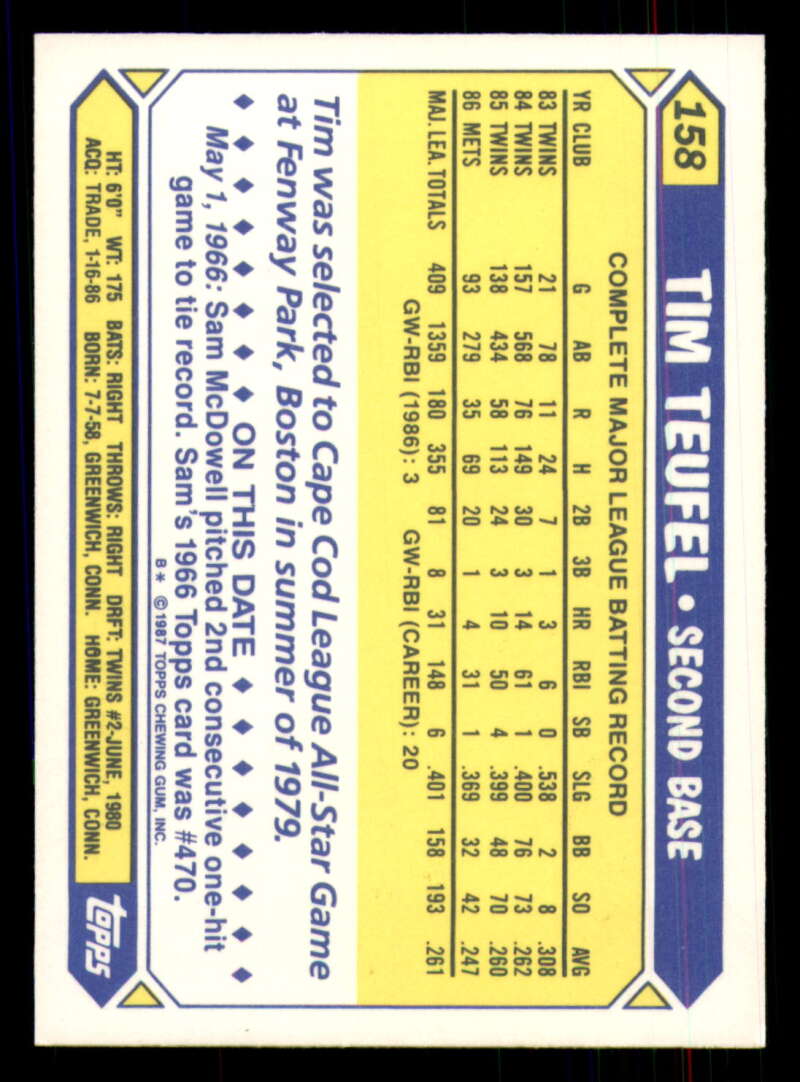 158 TIM TEUFEL • SECOND BASE
COMPLETE MAJOR LEAGUE BATTING RECORD
YR CLUB G AB R H 2B 3B HR RBI SB SLG BB SO AVG
83 TWINS 21 78 11 24 7 1 3 6 0 .538 2 8 .308
84 TWINS 157 568 76 149 30 3 14 61 1 .400 76 73 .262
85 TWINS 138 434 58 113 24 3 10 50 4 .399 48 70 .260
86 METS 93 279 35 69 20 1 4 31 1 .369 32 42 .247
MAJ. LEA. TOTALS 409 1359 180 355 81 8 31 148 6 .401 158 193 .261
GW-RBI (1986): 3 GW-RBI (CAREER): 20
Tim was selected to Cape Cod League All-Star Game
at Fenway Park, Boston in summer of 1979.
♦ ♦ ♦ ♦ ♦ ♦ ♦ ♦ ON THIS DATE ♦ ♦ ♦ ♦ ♦ ♦ ♦ ♦
May 1, 1966: Sam McDowell pitched 2nd consecutive one-hit
game to tie record. Sam's 1966 Topps card was #470.
B* ©1987 TOPPS CHEWING GUM, INC.
HT: 6'0" WT: 175 BATS: RIGHT THROWS: RIGHT DRFT: TWINS #2-JUNE, 1980
ACQ: TRADE, 1-16-86 BORN: 7-7-58, GREENWICH, CONN. HOME: GREENWICH, CONN.
topps